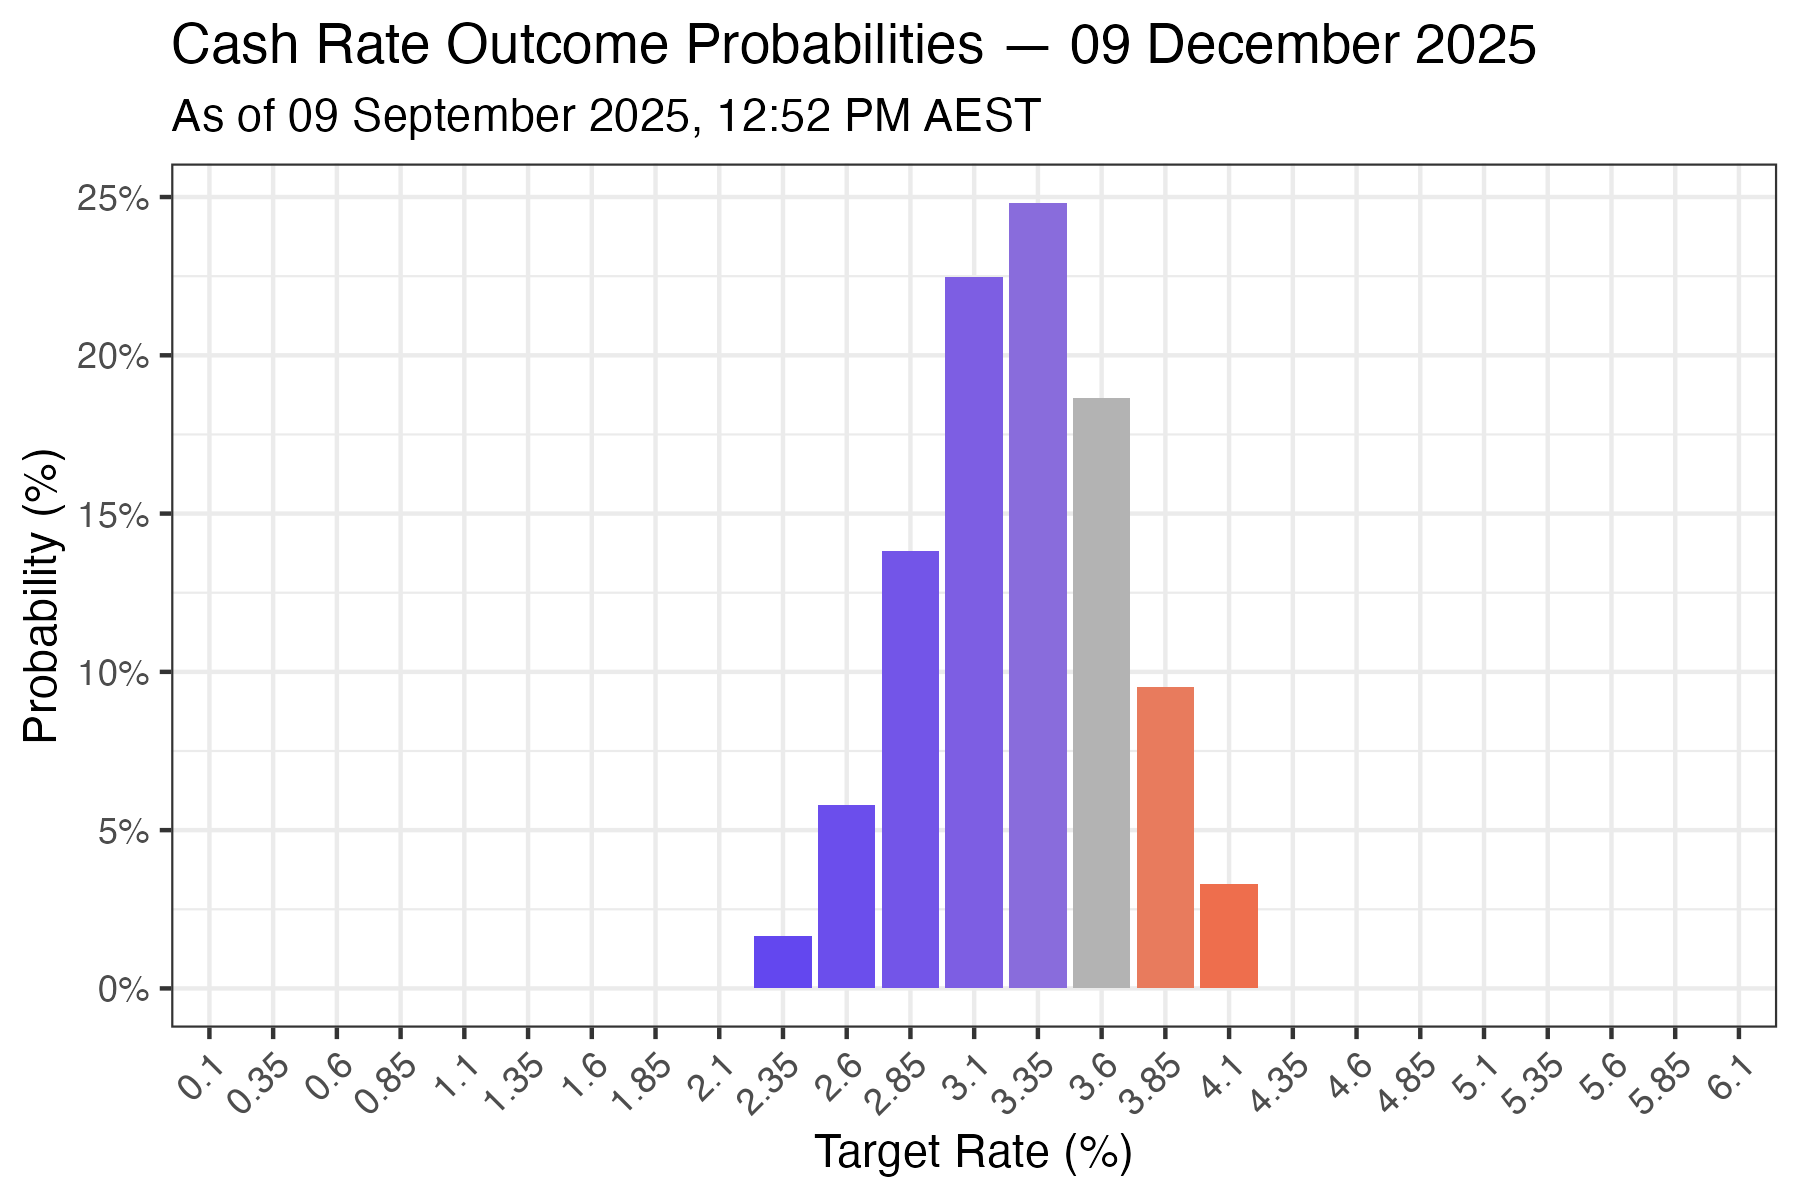 Cash Rate Outcome Probabilities — 09 December 2025
As of 09 September 2025, 12:52 PM AEST
Probability (%)
25%
20%
15%
10%
5%
0%
0.1 0.35 0.6 0.85 1.1 1.35 1.6 1.85 2.1 2.35 2.6 2.85 3.1 3.35 3.6 3.85 4.1 4.35 4.6 4.85 5.1 5.35 5.6 5.85 6.1
Target Rate (%)